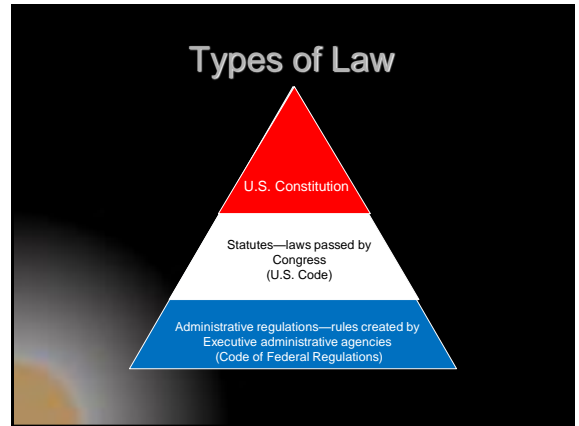 Types of Law
U.S. Constitution
Statutes—laws passed by
Congress
(U.S. Code)
Administrative regulations—rules created by
Executive administrative agencies
(Code of Federal Regulations)